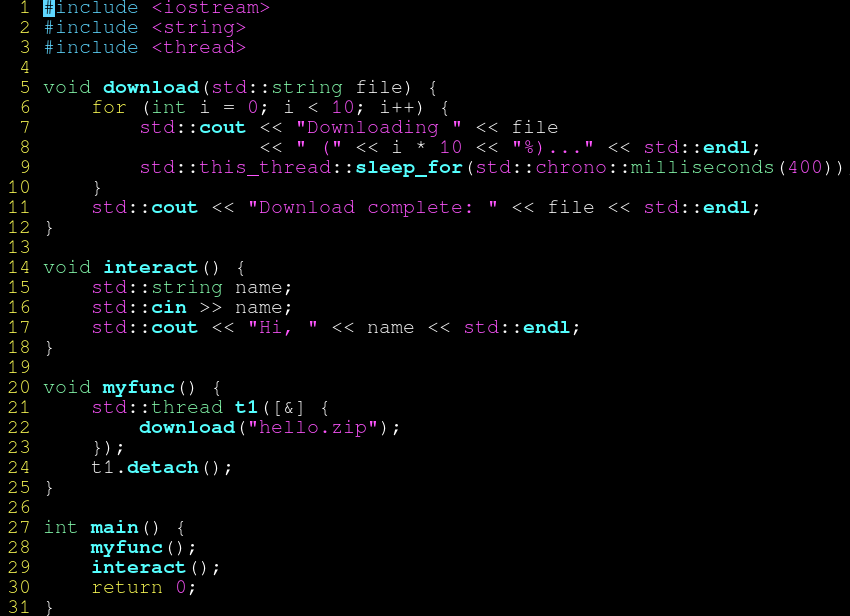 1 #include <iostream>
2 #include <string>
3 #include <thread>
4
5 void download(std::string file) {
6     for (int i = 0; i < 10; i++) {
7         std::cout << "Downloading " << file
8                   << " (" << i * 10 << "%)..." << std::endl;
9         std::this_thread::sleep_for(std::chrono::milliseconds(400))
10     }
11     std::cout << "Download complete: " << file << std::endl;
12 }
13
14 void interact() {
15     std::string name;
16     std::cin >> name;
17     std::cout << "Hi, " << name << std::endl;
18 }
19
20 void myfunc() {
21     std::thread t1([&] {
22         download("hello.zip");
23     });
24     t1.detach();
25 }
26
27 int main() {
28     myfunc();
29     interact();
30     return 0;
31 }